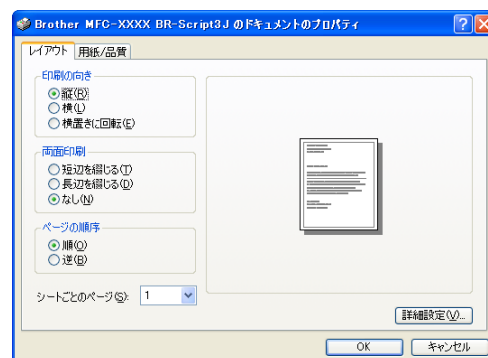 Brother MFC-XXXX BR-Script3J のドキュメントのプロパティ
レイアウト 用紙/品質
印刷の向き
縦(R)
横(L)
横置きに回転(E)
両面印刷
短辺を綴じる(T)
長辺を綴じる(D)
なし(N)
ページの順序
順(O)
逆(B)
シートごとのページ(S): 1
詳細設定(V)...
OK キャンセル